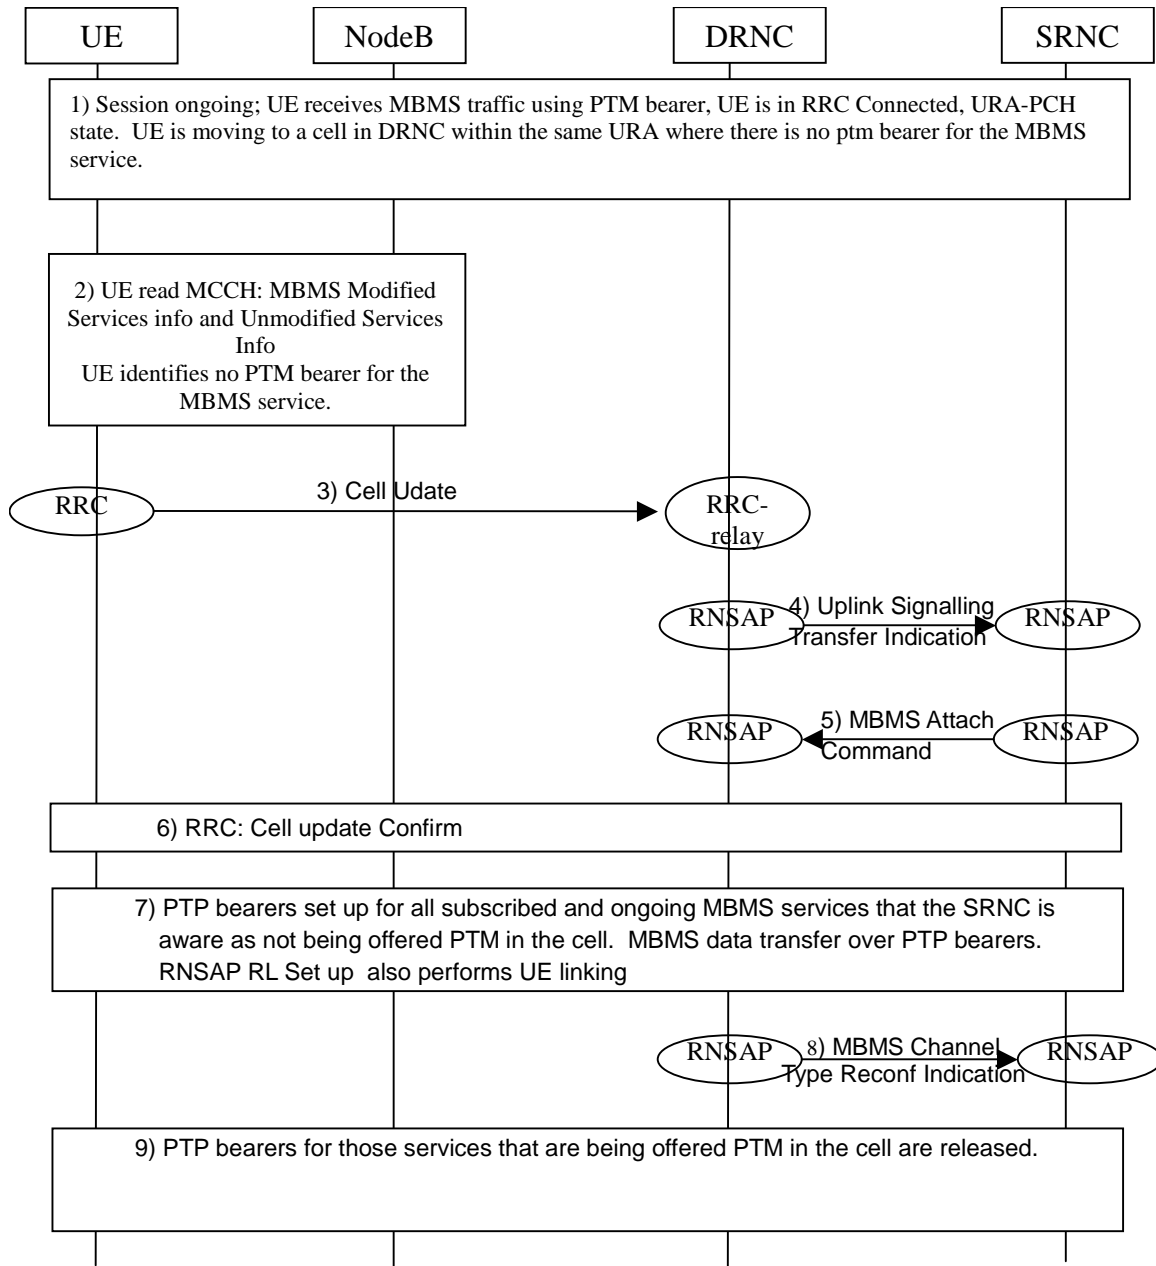 UE
NodeB
DRNC
SRNC
1) Session ongoing; UE receives MBMS traffic using PTM bearer, UE is in RRC Connected, URA-PCH
state. UE is moving to a cell in DRNC within the same URA where there is no ptm bearer for the MBMS
service.
2) UE read MCCH: MBMS Modified
Services info and Unmodified Services
Info
UE identifies no PTM bearer for the
MBMS service.
RRC
3) Cell Udate
RRC-
relay
RNSAP
4) Uplink Signalling
Transfer Indication
RNSAP
RNSAP
5) MBMS Attach
Command
RNSAP
6) RRC: Cell update Confirm
7) PTP bearers set up for all subscribed and ongoing MBMS services that the SRNC is
aware as not being offered PTM in the cell. MBMS data transfer over PTP bearers.
RNSAP RL Set up also performs UE linking
RNSAP
8) MBMS Channel
Type Reconf Indication
RNSAP
9) PTP bearers for those services that are being offered PTM in the cell are released.